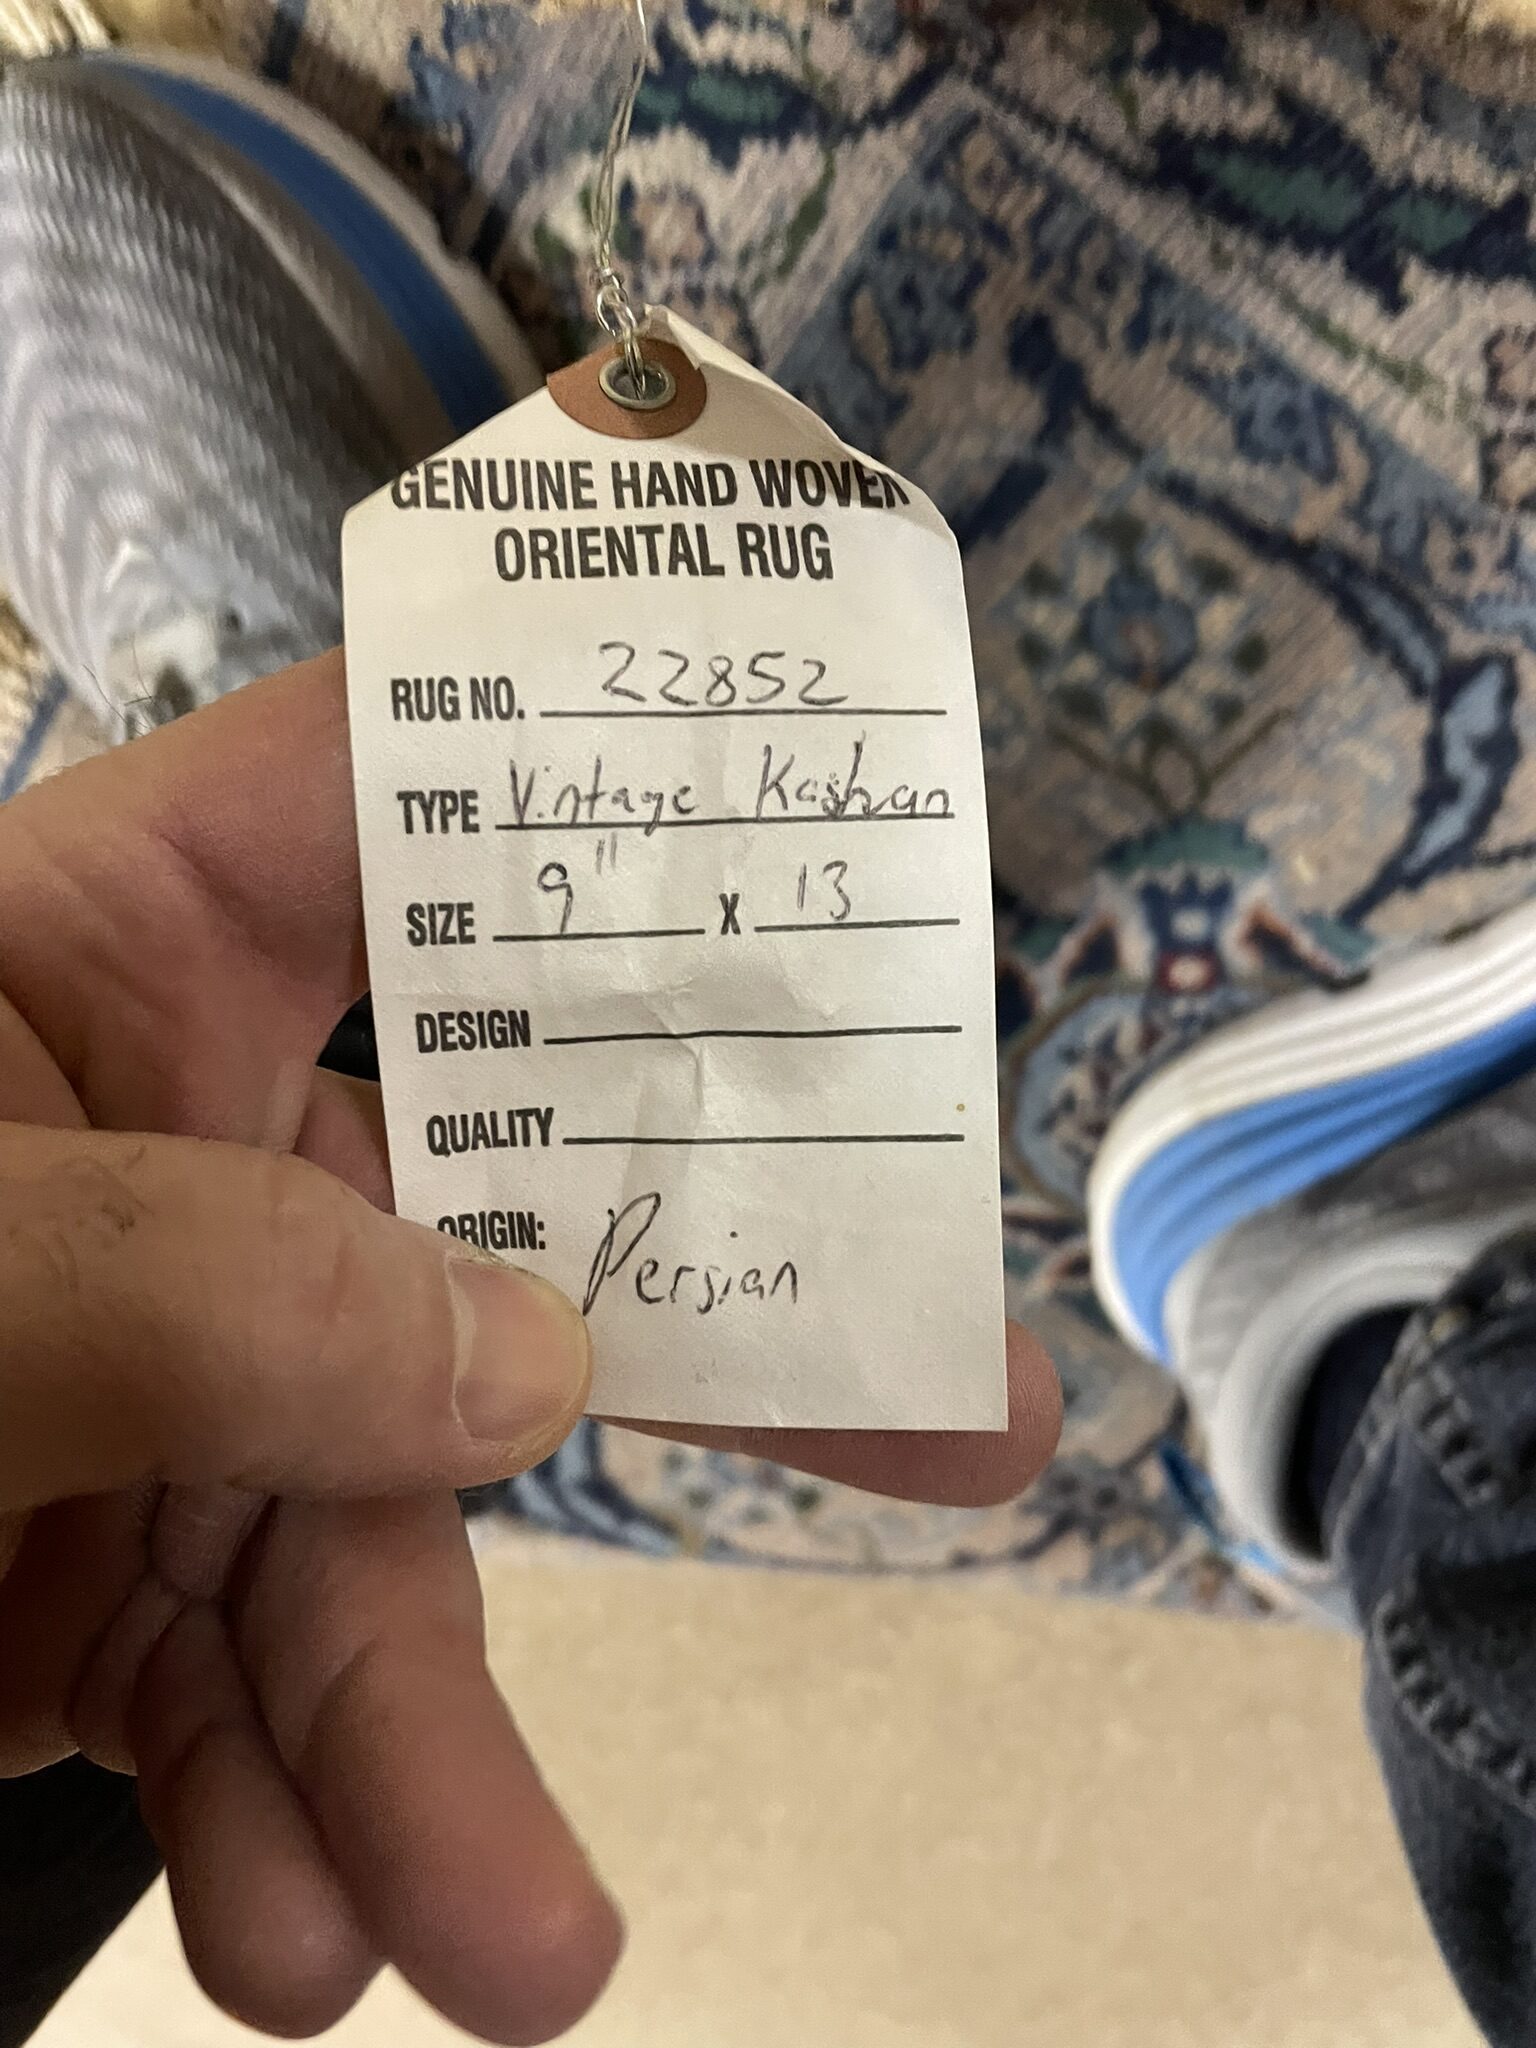 GENUINE HAND WOVEN
ORIENTAL RUG
RUG NO. 22852
TYPE Vintage Kashan
SIZE 9" X 13
DESIGN
QUALITY
ORIGIN: Persian